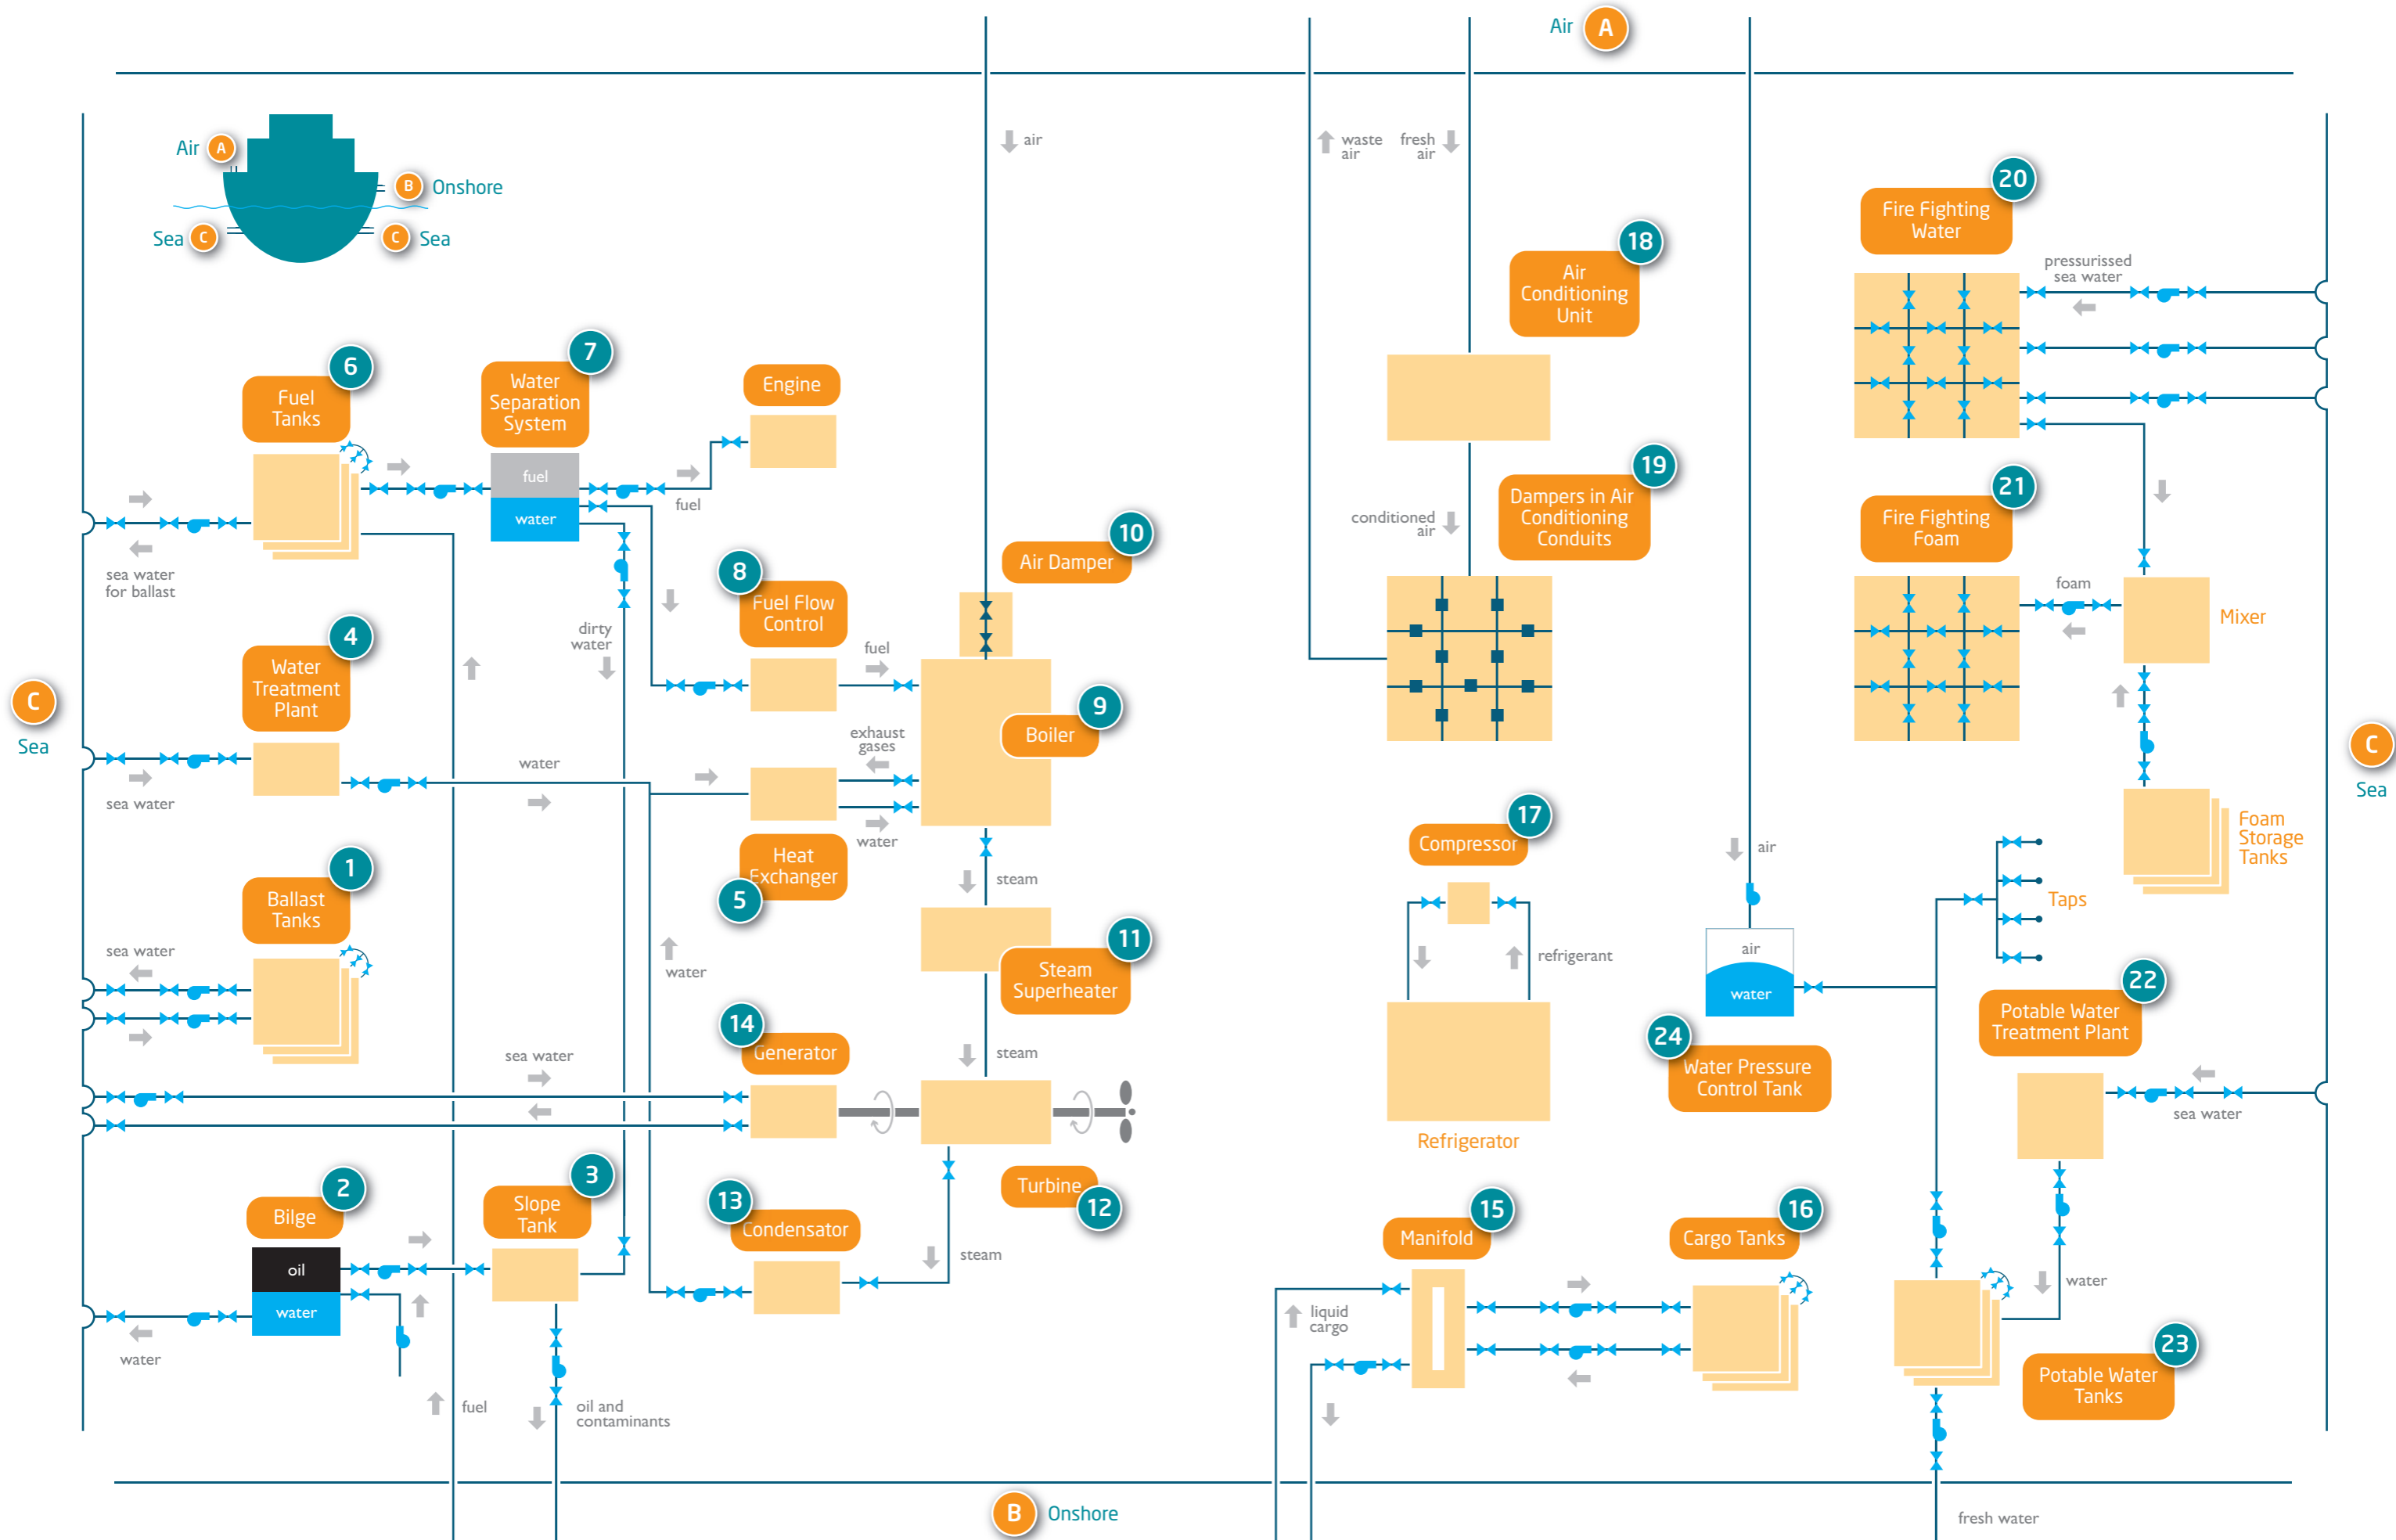 Air A
Air A
B Onshore
Sea C
C Sea
air
waste
air
fresh
air
20
Fire Fighting
Water
pressurissed
sea water
18
Air
Conditioning
Unit
7
Water
Separation
System
6
Fuel
Tanks
Engine
fuel
water
fuel
sea water
for ballast
19
Dampers in Air
Conditioning
Conduits
conditioned
air
21
Fire Fighting
Foam
foam
Mixer
10
Air Damper
8
Fuel Flow
Control
fuel
dirty
water
4
Water
Treatment
Plant
C
Sea
9
Boiler
exhaust
gases
water
water
sea water
Heat
Exchanger
5
C
Sea
17
Compressor
refrigerant
Refrigerator
air
air
water
24
Water Pressure
Control Tank
Foam
Storage
Tanks
Taps
1
Ballast
Tanks
sea water
water
steam
11
Steam
Superheater
steam
14
Generator
sea water
22
Potable Water
Treatment Plant
sea water
2
Bilge
oil
water
water
3
Slope
Tank
13
Condensator
Turbine
12
steam
15
Manifold
16
Cargo Tanks
liquid
cargo
water
23
Potable Water
Tanks
fuel
oil and
contaminants
B Onshore
fresh water